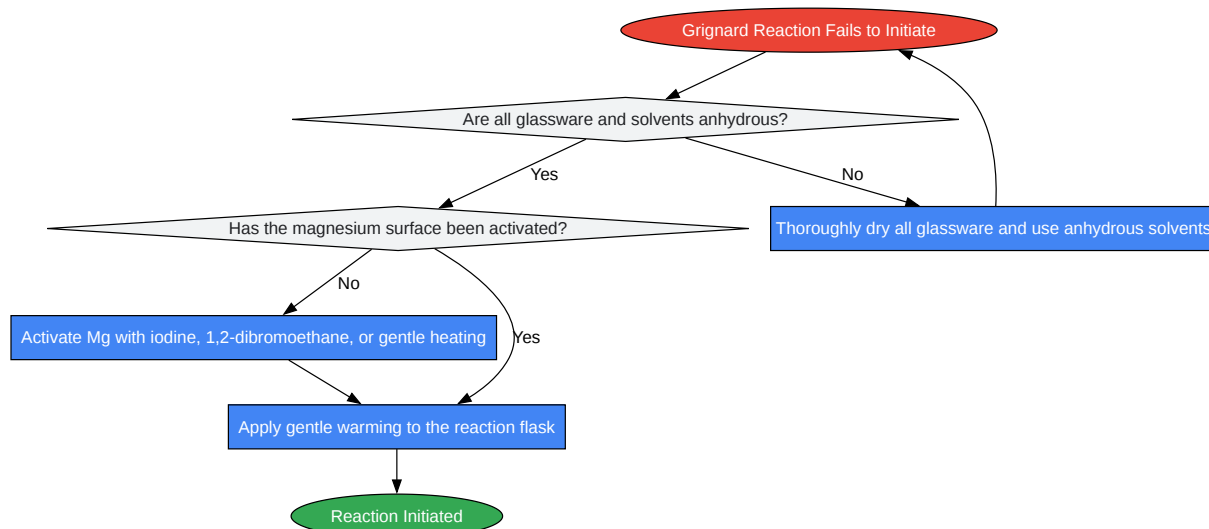 Grignard Reaction Fails to Initiate
Are all glassware and solvents anhydrous?
Yes
No
Has the magnesium surface been activated?
Thoroughly dry all glassware and use anhydrous solvents
No
Activate Mg with iodine, 1,2-dibromoethane, or gentle heating
Yes
Apply gentle warming to the reaction flask
Reaction Initiated